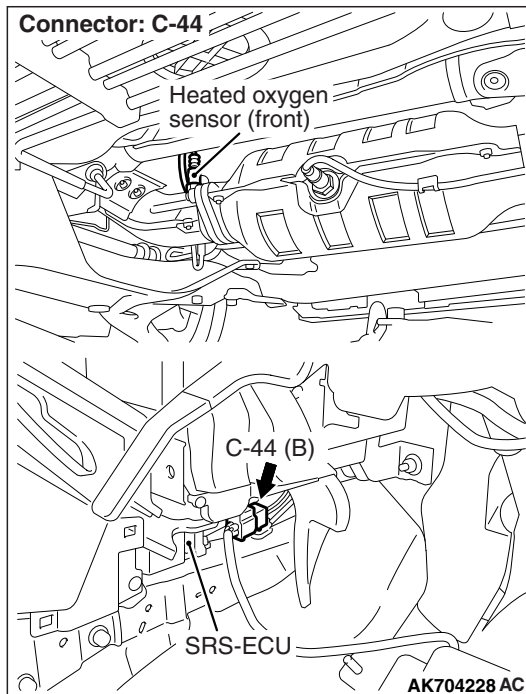 Connector: C-44
Heated oxygen
sensor (front)
C-44 (B)
SRS-ECU
AK704228 AC